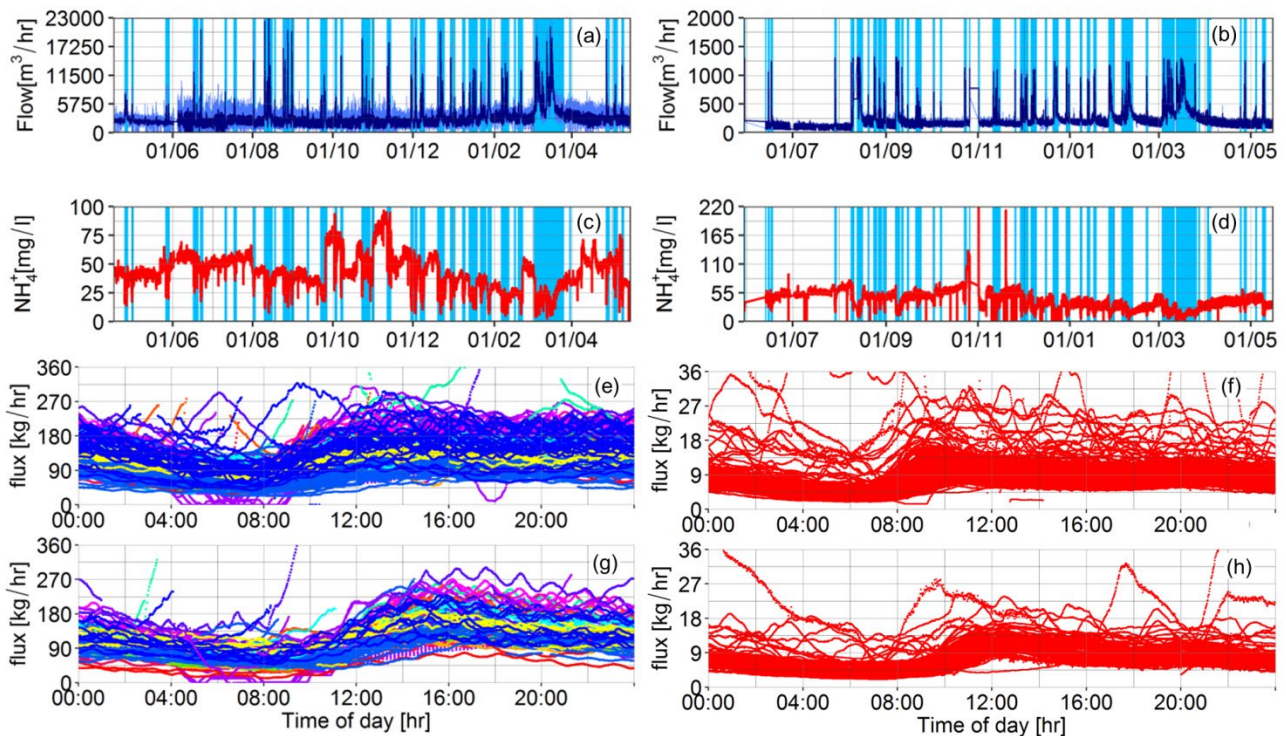 Flow[m³/hr]
23000
17250
11500
5750
0
(a)
01/06 01/08 01/10 01/12 01/02 01/04
Flow[m³/hr]
2000
1500
1000
500
0
(b)
01/07 01/09 01/11 01/01 01/03 01/05
NH₄⁺[mg/l]
100
75
50
25
0
(c)
01/06 01/08 01/10 01/12 01/02 01/04
NH₄⁺[mg/l]
220
165
110
55
0
(d)
01/07 01/09 01/11 01/01 01/03 01/05
flux [kg/hr]
360
270
180
90
0
(e)
00:00 04:00 08:00 12:00 16:00 20:00
flux [kg/hr]
36
27
18
9
0
(f)
00:00 04:00 08:00 12:00 16:00 20:00
flux [kg/hr]
360
270
180
90
0
(g)
00:00 04:00 08:00 12:00 16:00 20:00
Time of day [hr]
flux [kg/hr]
36
27
18
9
0
(h)
00:00 04:00 08:00 12:00 16:00 20:00
Time of day [hr]